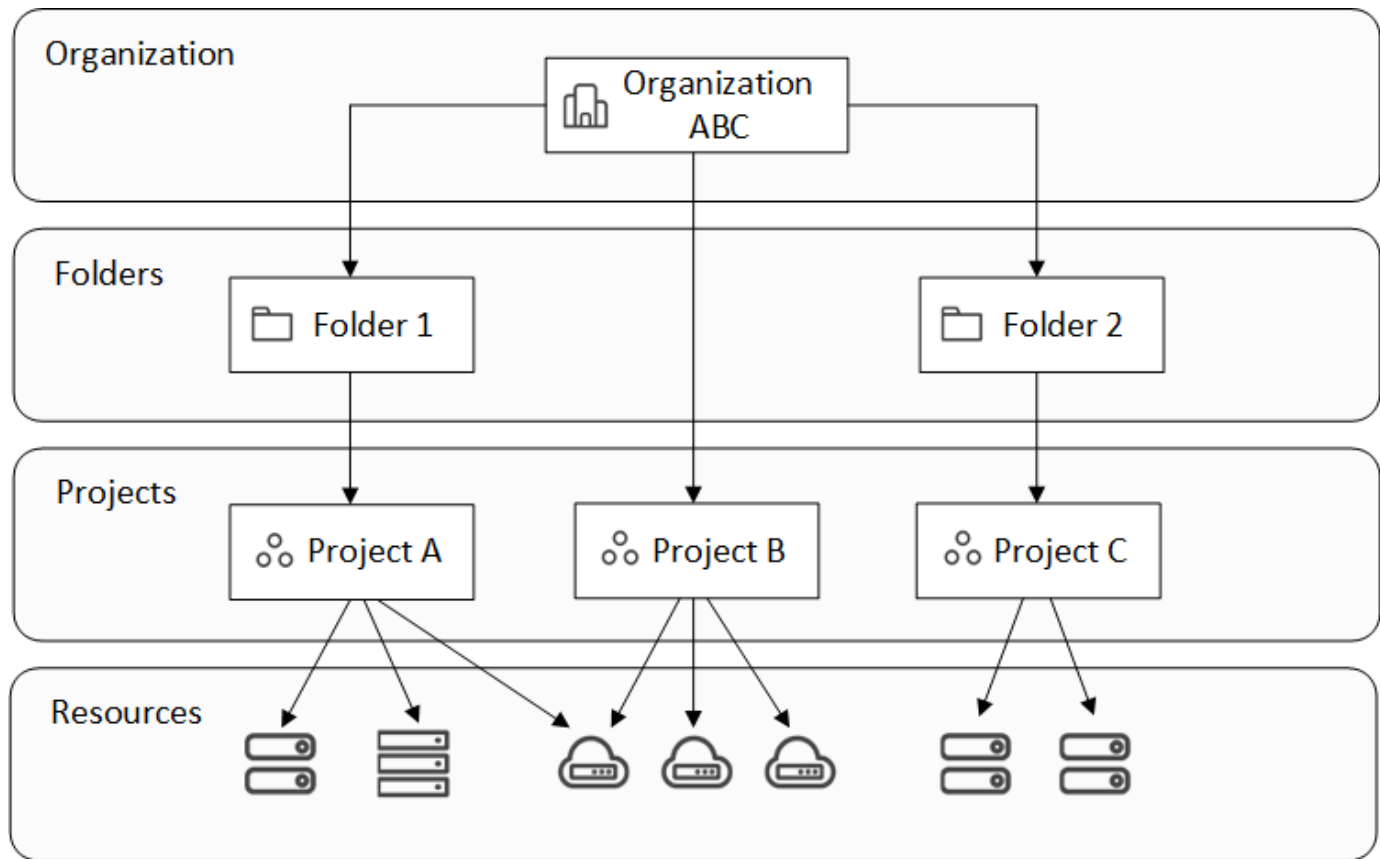 Organization
Organization
ABC
Folders
Folder 1
Folder 2
Projects
Project A
Project B
Project C
Resources